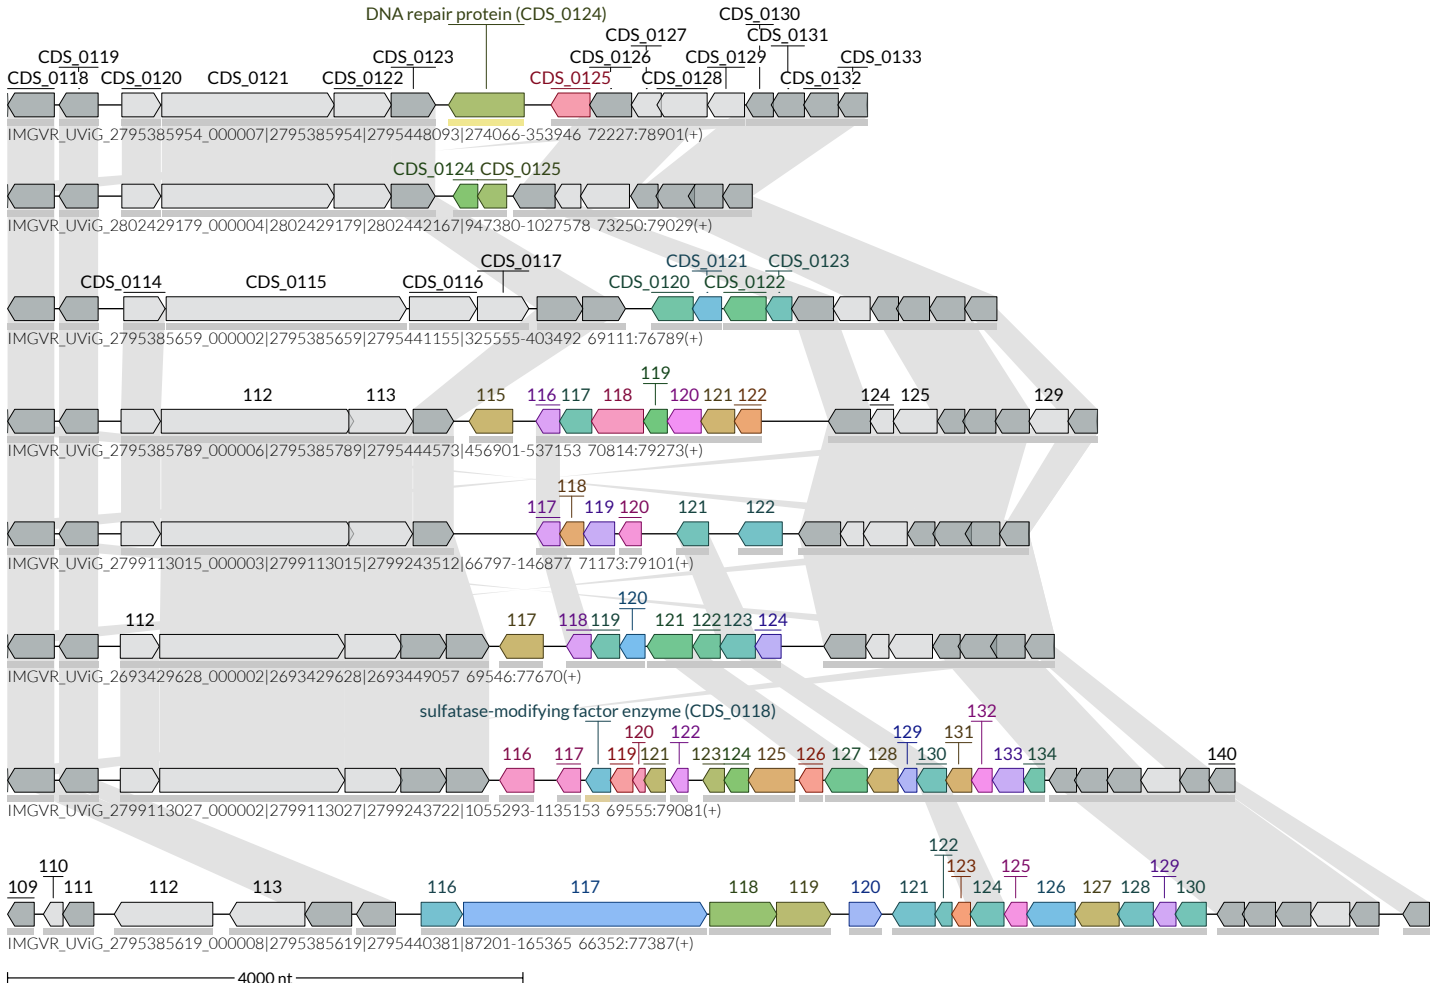 DNA repair protein (CDS_0124) CDS_0130
CDS_0127 CDS_0131
CDS_0119 CDS_0123 CDS_0126 CDS_0129 CDS_0133
CDS_0118 CDS_0120 CDS_0121 CDS_0122 CDS_0125 CDS_0128 CDS_0132
IMGVR_UViG_2795385954_000007|2795385954|2795448093|274066-353946 72227:78901(+)
CDS_0124 CDS_0125
IMGVR_UViG_2802429179_000004|2802429179|2802442167|947380-1027578 73250:79029(+)
CDS_0117 CDS_0121 CDS_0123
CDS_0114 CDS_0115 CDS_0116 CDS_0120 CDS_0122
IMGVR_UViG_2795385659_000002|2795385659|2795441155|325555-403492 69111:76789(+)
119
112 113 115 116 117 118 120 121 122 124 125 129
IMGVR_UViG_2795385789_000006|2795385789|2795444573|456901-537153 70814:79273(+)
118
117 119 120 121 122
IMGVR_UViG_2799113015_000003|2799113015|2799243512|66797-146877 71173:79101(+)
120
112 117 118 119 121 122 123 124
IMGVR_UViG_2693429628_000002|2693429628|2693449057 69546:77670(+)
sulfatase-modifying factor enzyme (CDS_0118) 132
120 122 129 131
116 117 119 121 123 124 125 126 127 128 130 133 134 140
IMGVR_UViG_2799113027_000002|2799113027|2799243722|1055293-1135153 69555:79081(+)
122
110 123 125 129
109 111 112 113 116 117 118 119 120 121 124 126 127 128 130
IMGVR_UViG_2795385619_000008|2795385619|2795440381|87201-165365 66352:77387(+)
4000 nt